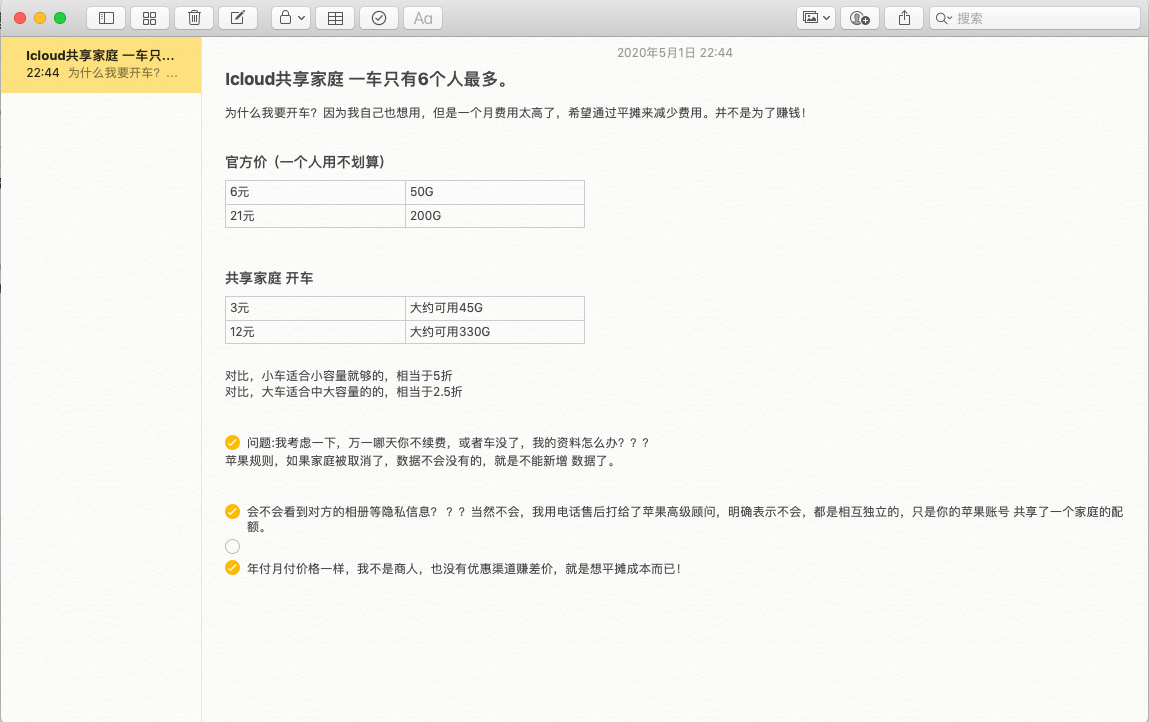 Aa
搜索
Icloud共享家庭 一车只...
22:44 为什么我要开车？...
2020年5月1日 22:44
Icloud共享家庭 一车只有6个人最多。
为什么我要开车？因为我自己也想用，但是一个月费用太高了，希望通过平摊来减少费用。并不是为了赚钱！
官方价（一个人用不划算）
6元 50G
21元 200G
共享家庭 开车
3元 大约可用45G
12元 大约可用330G
对比，小车适合小容量就够的，相当于5折
对比，大车适合中大容量的的，相当于2.5折
问题:我考虑一下，万一哪天你不续费，或者车没了，我的资料怎么办？？？
苹果规则，如果家庭被取消了，数据不会没有的，就是不能新增 数据了。
会不会看到对方的相册等隐私信息？ ？？当然不会，我用电话售后打给了苹果高级顾问，明确表示不会，都是相互独立的，只是你的苹果账号 共享了一个家庭的配
额。
年付月付价格一样，我不是商人，也没有优惠渠道赚差价，就是想平摊成本而已！